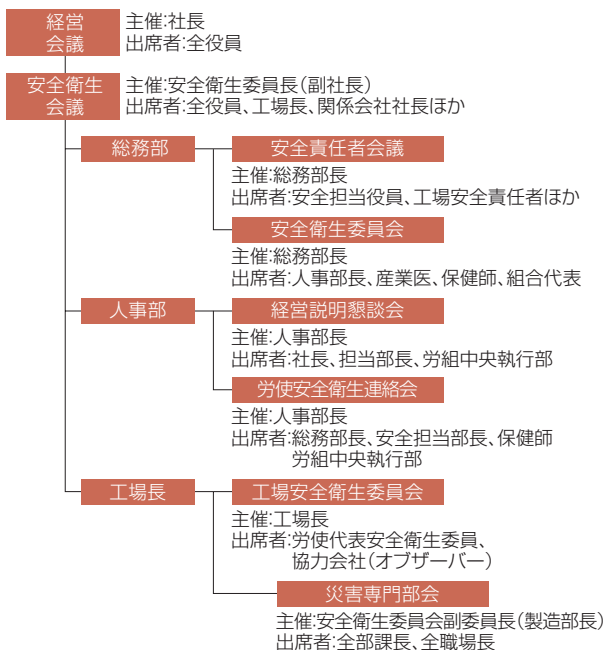 経営
会議
主催:社長
出席者:全役員
安全衛生
会議
主催:安全衛生委員長(副社長)
出席者:全役員、工場長、関係会社社長ほか
総務部
安全責任者会議
主催:総務部長
出席者:安全担当役員、工場安全責任者ほか
安全衛生委員会
主催:総務部長
出席者:人事部長、産業医、保健師、組合代表
人事部
経営説明懇談会
主催:人事部長
出席者:社長、担当部長、労組中央執行部
労使安全衛生連絡会
主催:人事部長
出席者:総務部長、安全担当部長、保健師
労組中央執行部
工場長
工場安全衛生委員会
主催:工場長
出席者:労使代表安全衛生委員、
協力会社(オブザーバー)
災害専門部会
主催:安全衛生委員会副委員長(製造部長)
出席者:全部課長、全職場長